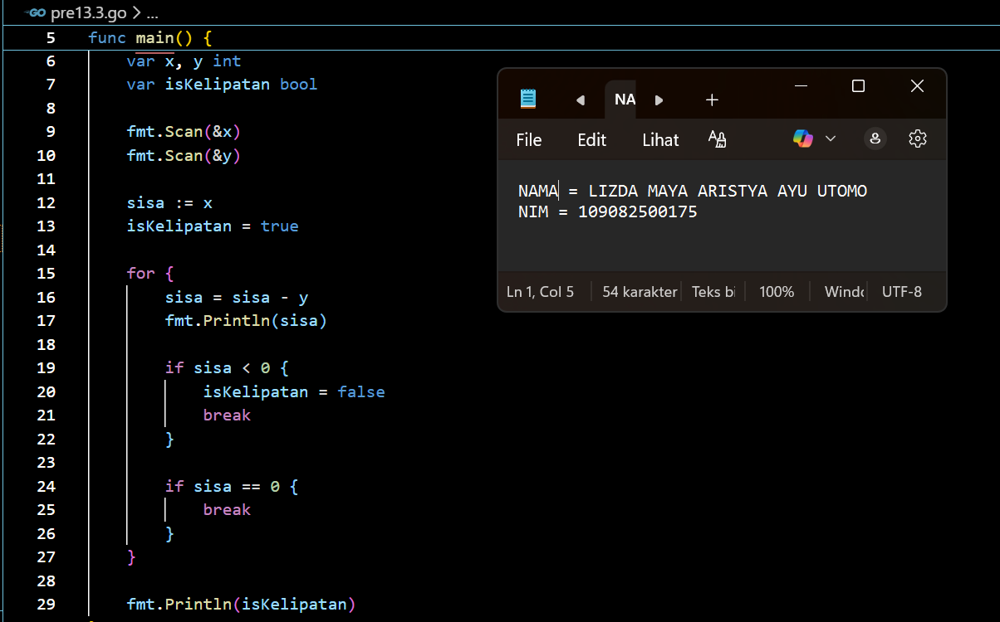 GO pre13.3.go > ...
5 func main() {
6 var x, y int
7 var isKelipatan bool
8
9 fmt.Scan(&x)
10 fmt.Scan(&y)
11
12 sisa := x
13 isKelipatan = true
14
15 for {
16 sisa = sisa - y
17 fmt.Println(sisa)
18
19 if sisa < 0 {
20 isKelipatan = false
21 break
22 }
23
24 if sisa == 0 {
25 break
26 }
27 }
28
29 fmt.Println(isKelipatan)
NA
File Edit Lihat
NAMA = LIZDA MAYA ARISTYA AYU UTOMO
NIM = 109082500175
Ln 1, Col 5 54 karakter Teks bi 100% Windo UTF-8